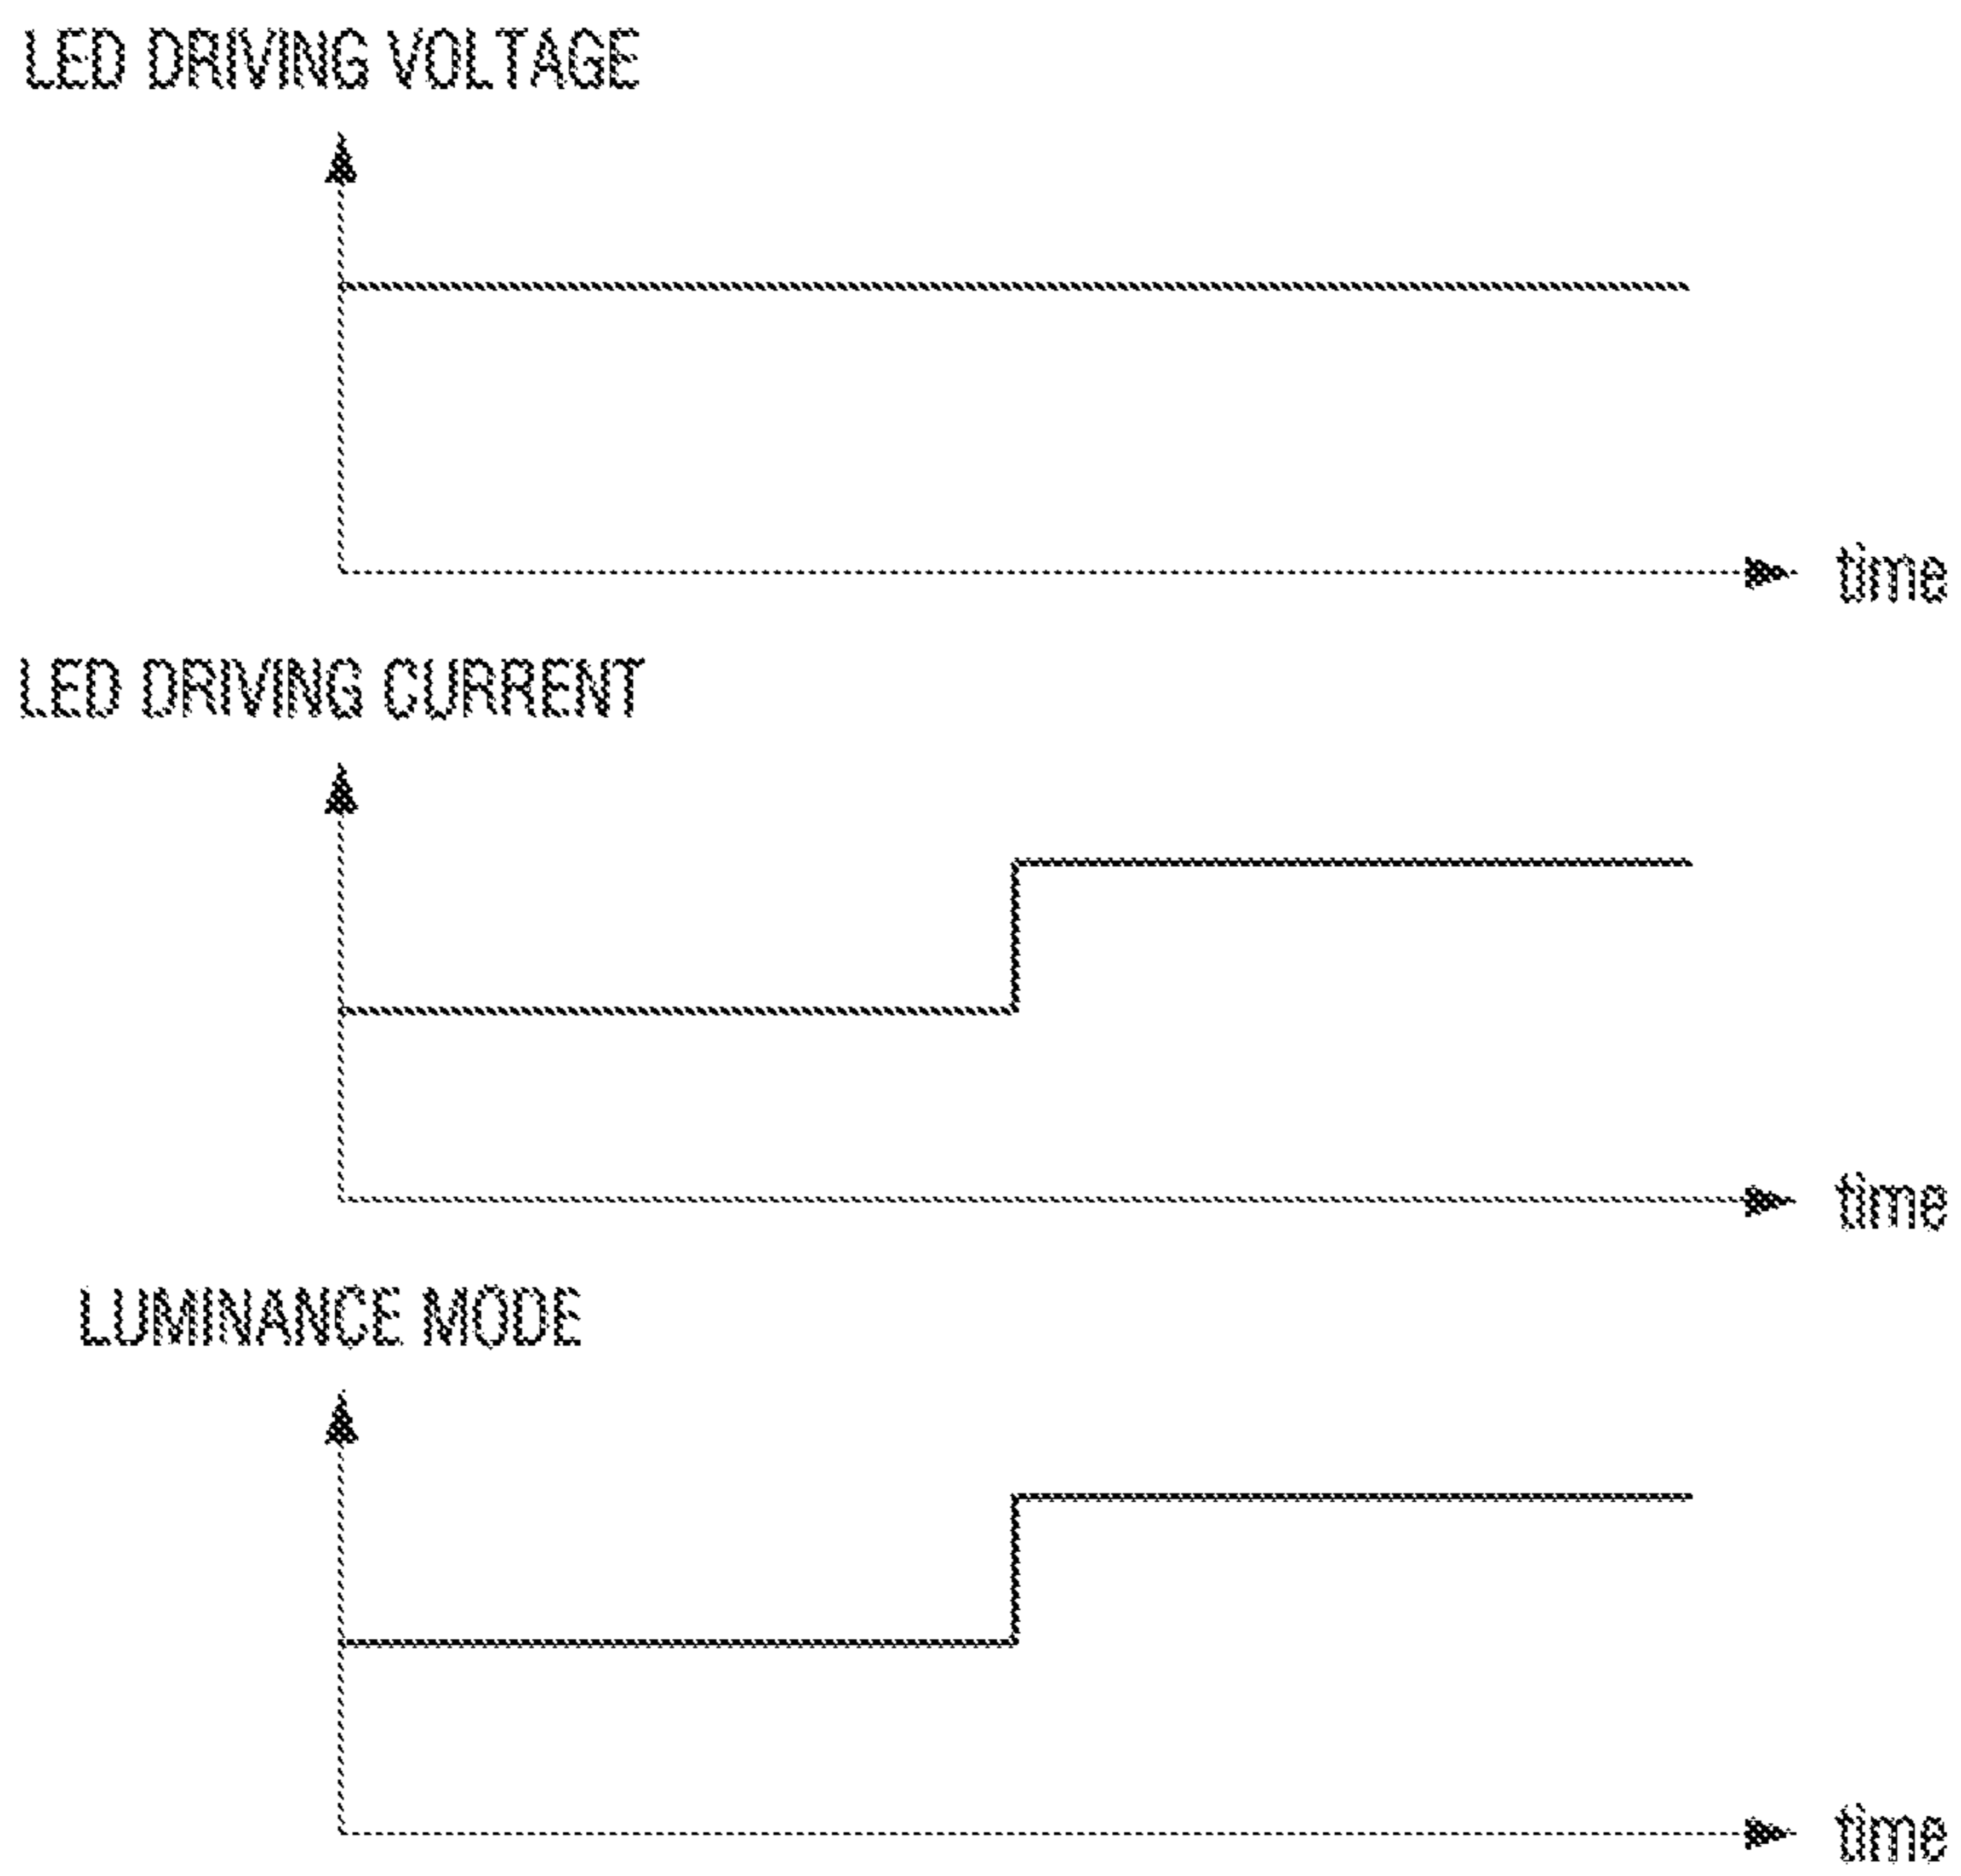 LED DRIVING VOLTAGE
time
LED DRIVING CURRENT
time
LUMINANCE MODE
time